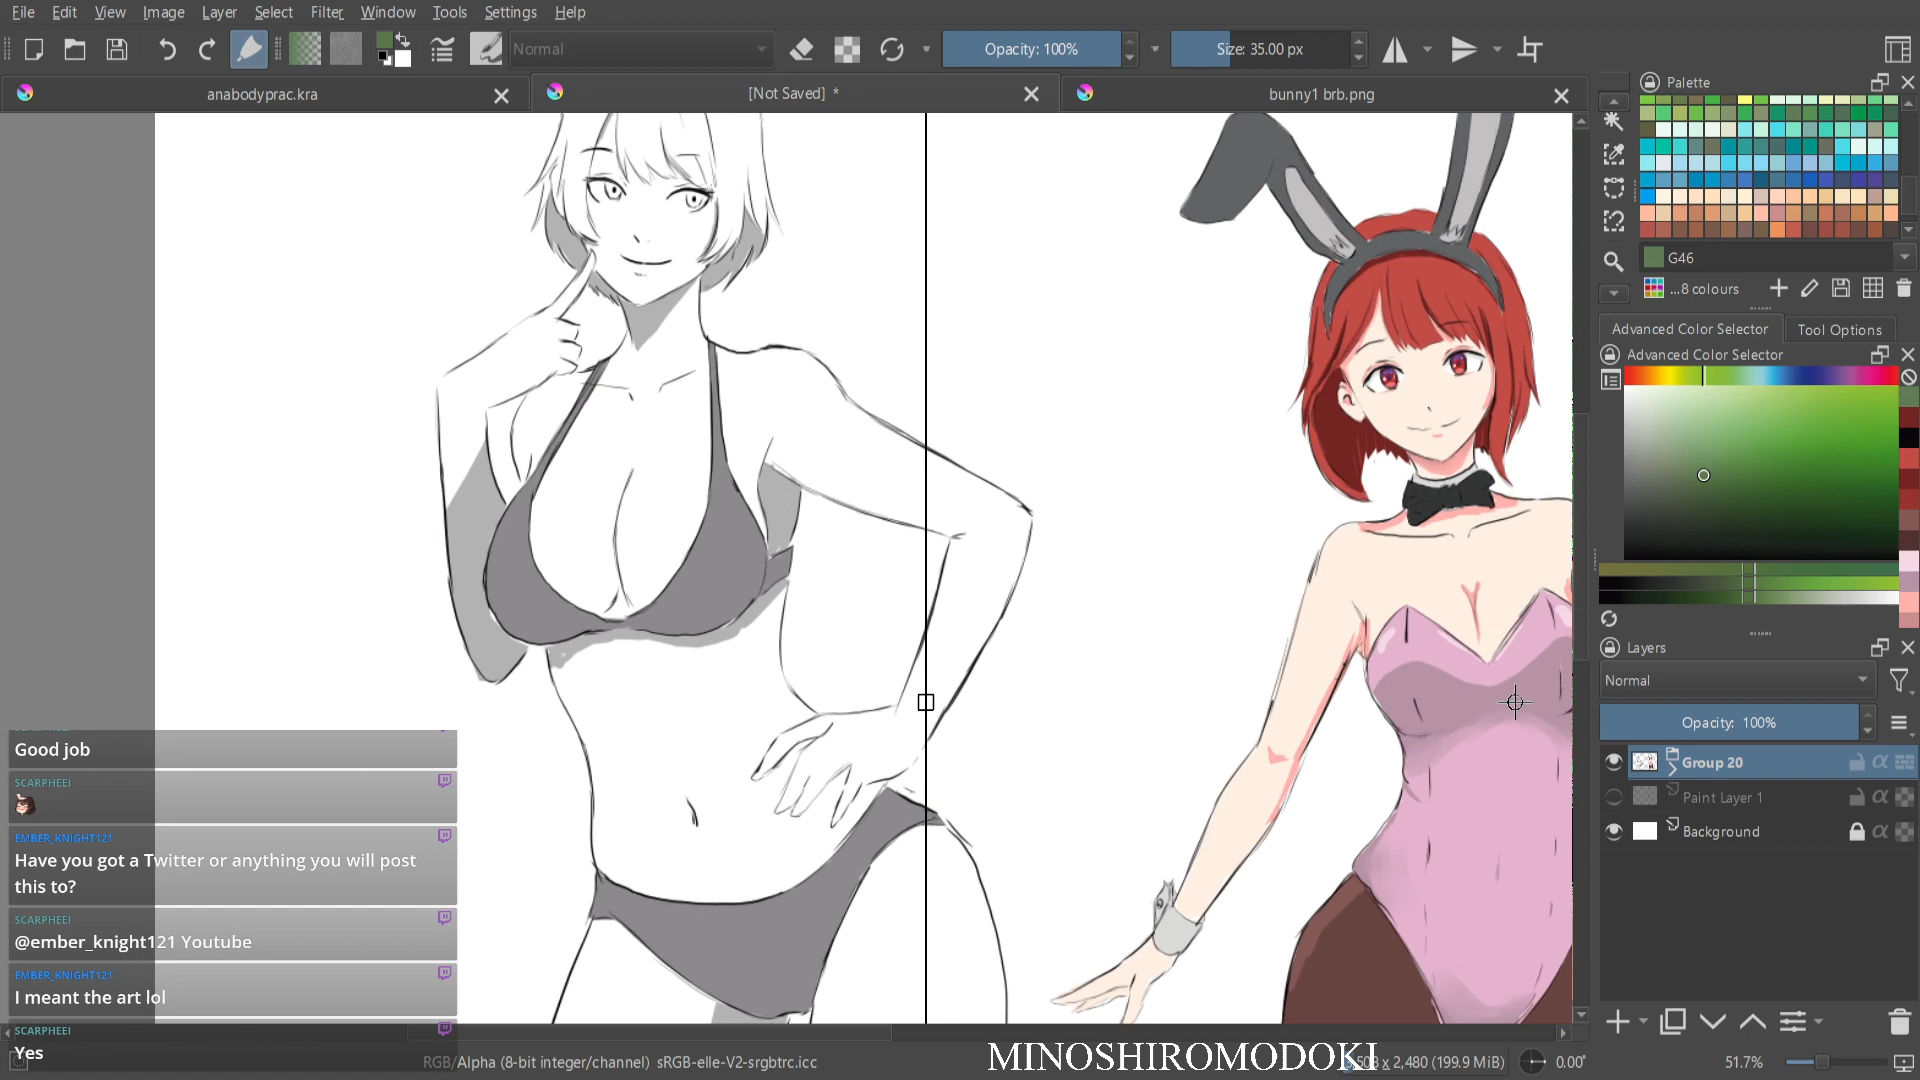 File Edit View Image Layer Select Filter Window Tools Settings Help
Normal
Opacity: 100%
Size: 35.00 px
anabodyprac.kra
[Not Saved] *
bunny1 brb.png
Palette
G46
...8 colours
Advanced Color Selector
Tool Options
Advanced Color Selector
Layers
Normal
Opacity: 100%
Group 20
Paint Layer 1
Background
Good job
SCARPHEEI
EMBER_KNIGHT121
Have you got a Twitter or anything you will post
this to?
SCARPHEEI
@ember_knight121 Youtube
EMBER_KNIGHT121
I meant the art lol
SCARPHEEI
Yes
RGB/Alpha (8-bit integer/channel) sRGB-elle-V2-srgbtrc.icc
MINOSHIROMODOKI
x 2,480 (199.9 MiB)
0.00°
51.7%